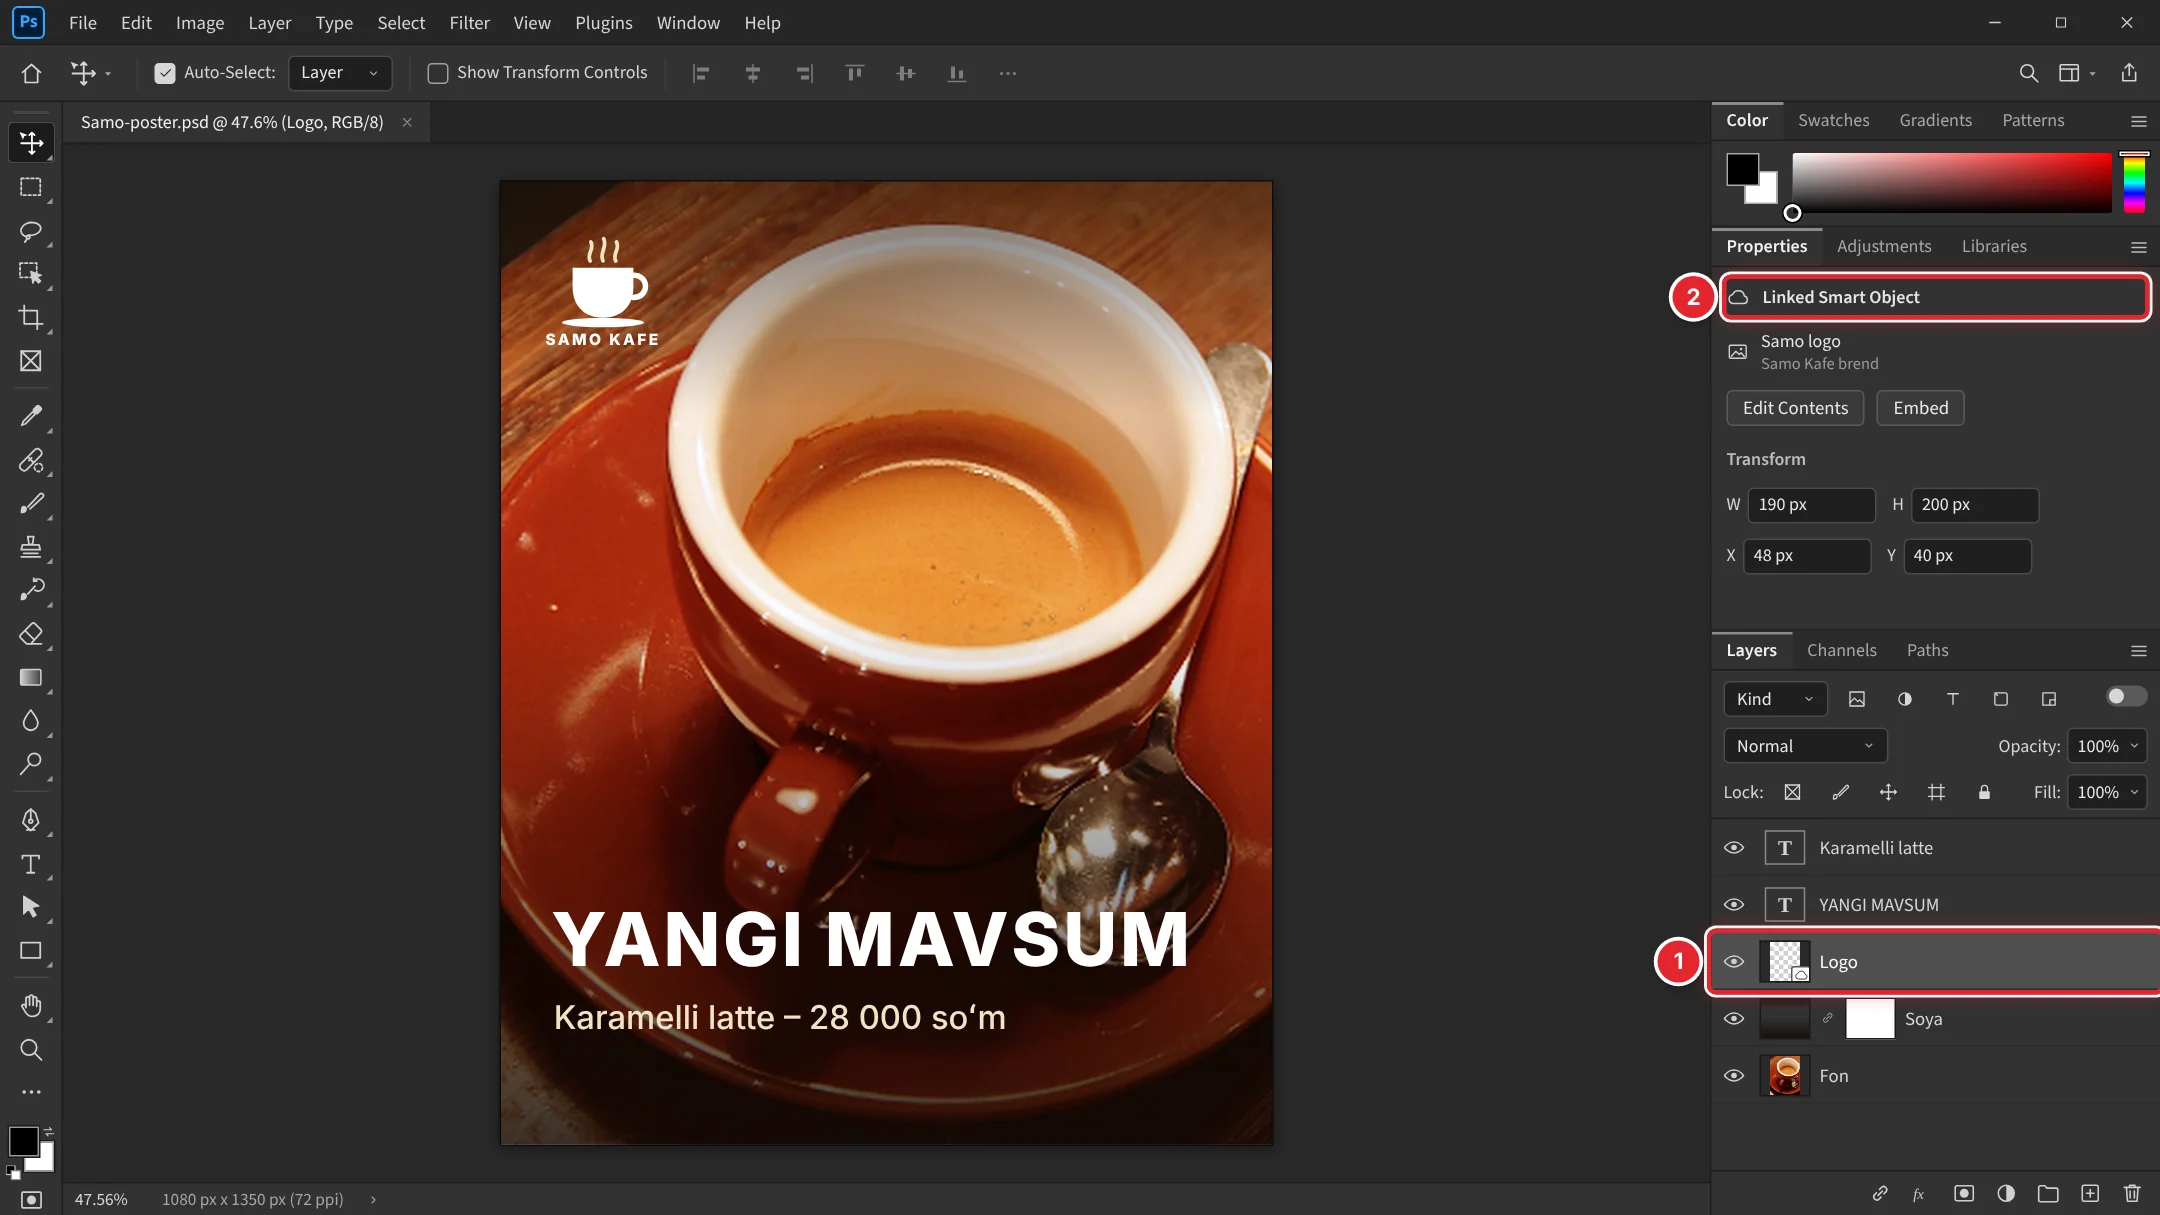 Ps File Edit Image Layer Type Select Filter View Plugins Window Help
Auto-Select: Layer Show Transform Controls
Samo-poster.psd @ 47.6% (Logo, RGB/8)
SAMO KAFE
YANGI MAVSUM
Karamelli latte – 28 000 soʻm
47.56% 1080 px x 1350 px (72 ppi)
Color Swatches Gradients Patterns
Properties Adjustments Libraries
2 Linked Smart Object
Samo logo
Samo Kafe brend
Edit Contents Embed
Transform
W 190 px H 200 px
X 48 px Y 40 px
Layers Channels Paths
Kind
Normal Opacity: 100%
Lock: Fill: 100%
T Karamelli latte
T YANGI MAVSUM
1 Logo
Soya
Fon
fx